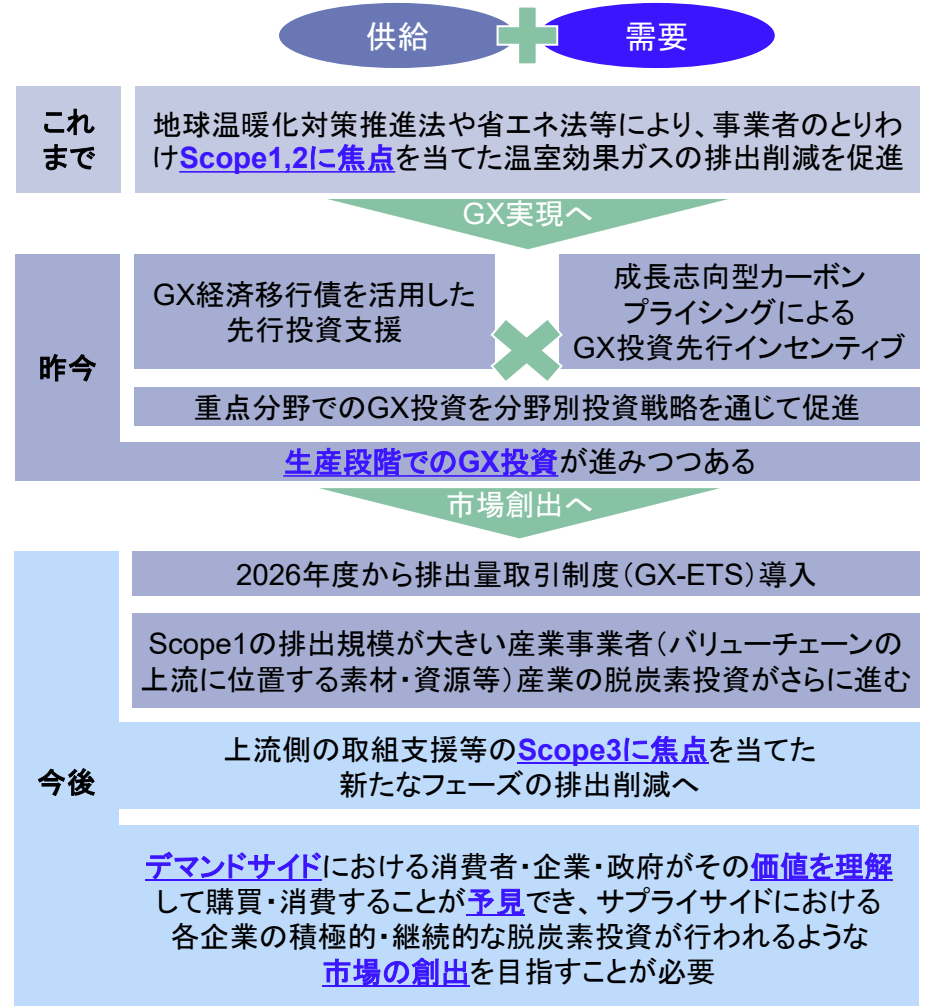 供給
需要
これ
まで
地球温暖化対策推進法や省エネ法等により、事業者のとりわ
けScope1,2に焦点を当てた温室効果ガスの排出削減を促進
GX実現へ
昨今
GX経済移行債を活用した
先行投資支援
成長志向型カーボン
プライシングによる
GX投資先行インセンティブ
重点分野でのGX投資を分野別投資戦略を通じて促進
生産段階でのGX投資が進みつつある
市場創出へ
今後
2026年度から排出量取引制度（GX-ETS）導入
Scope1の排出規模が大きい産業事業者（バリューチェーンの
上流に位置する素材・資源等）産業の脱炭素投資がさらに進む
上流側の取組支援等のScope3に焦点を当てた
新たなフェーズの排出削減へ
デマンドサイドにおける消費者・企業・政府がその価値を理解
して購買・消費することが予見でき、サプライサイドにおける
各企業の積極的・継続的な脱炭素投資が行われるような
市場の創出を目指すことが必要